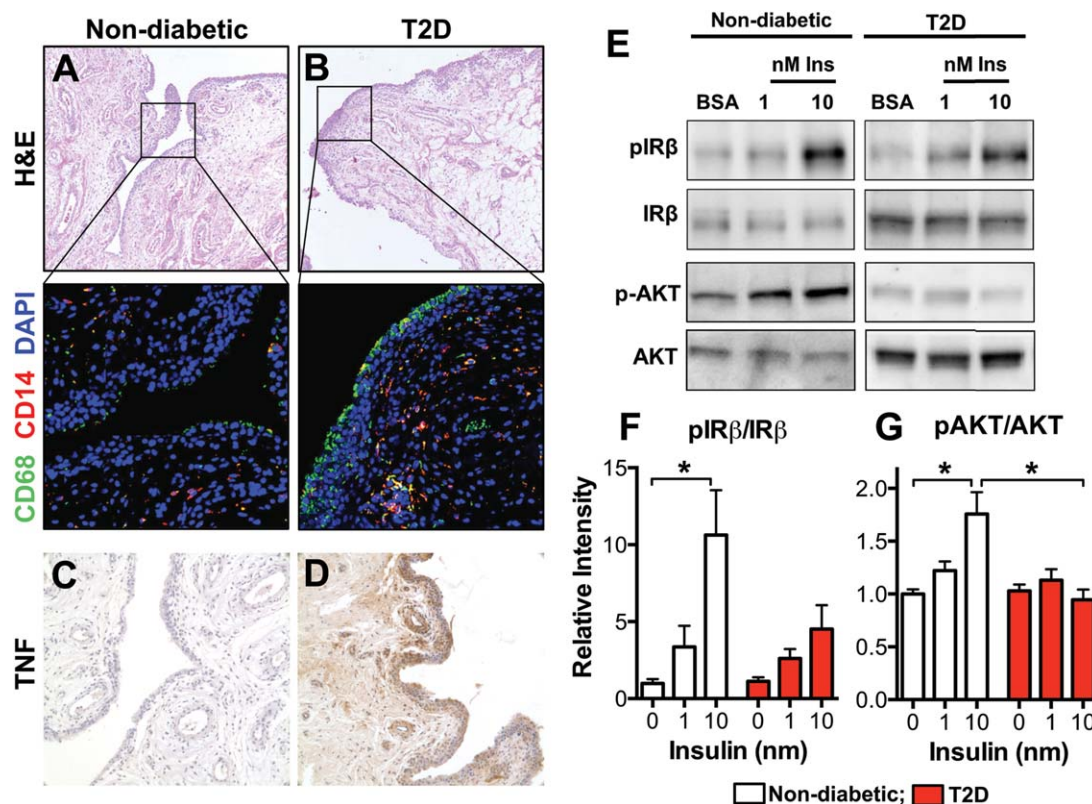 Non-diabetic T2D
A B
H&E
CD68 CD14 DAPI
C D
TNF
E
Non-diabetic T2D
nM Ins nM Ins
BSA 1 10 BSA 1 10
pIRβ
IRβ
p-AKT
AKT
F pIRβ/IRβ
Relative Intensity
15
10
5
0
*
0 1 10 0 1 10
Insulin (nm)
G pAKT/AKT
2.0
1.5
1.0
0.5
0.0
* *
0 1 10 0 1 10
Insulin (nm)
Non-diabetic; T2D